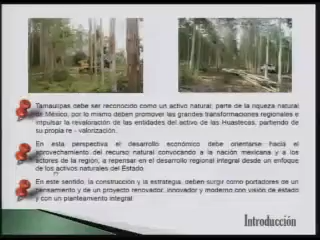 Tamaulipas debe ser reconocido como un activo natural, parte de la riqueza natural
de México, por lo mismo deben promover las grandes transformaciones regionales e
impulsar la revaloración de las entidades del activo de las Huastecas, partiendo de
su propia re - valorización.
En esta perspectiva el desarrollo económico debe orientarse hacia el
aprovechamiento del recurso natural convocando a la nación mexicana y a los
actores de la región, a repensar en el desarrollo regional integral desde un enfoque
de los activos naturales del Estado.
En este sentido, la construcción y la estrategia, deben surgir como portadores de un
pensamiento y de un proyecto renovador, innovador y moderno con visión de estado
y con un planteamiento integral
Introducción